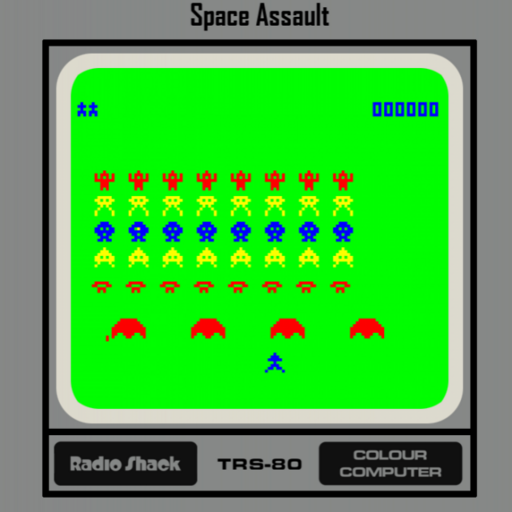 Space Assault
000000
Radio Shack
TRS-80
COLOUR
COMPUTER